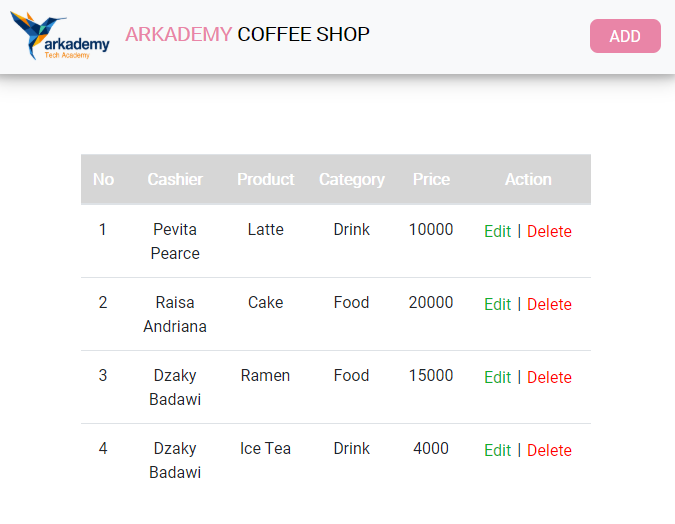 arkademy
Tech Academy
ARKADEMY COFFEE SHOP
ADD
No Cashier Product Category Price Action
1 Pevita Pearce Latte Drink 10000 Edit | Delete
2 Raisa Andriana Cake Food 20000 Edit | Delete
3 Dzaky Badawi Ramen Food 15000 Edit | Delete
4 Dzaky Badawi Ice Tea Drink 4000 Edit | Delete